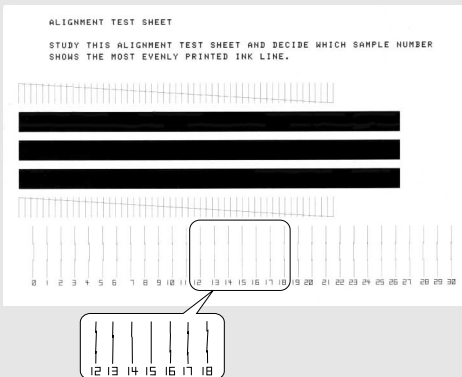 ALIGNMENT TEST SHEET
STUDY THIS ALIGNMENT TEST SHEET AND DECIDE WHICH SAMPLE NUMBER
SHOWS THE MOST EVENLY PRINTED INK LINE.
0 1 2 3 4 5 6 7 8 9 10 11 12 13 14 15 16 17 18 19 20 21 22 23 24 25 26 27 28 29 30
12 13 14 15 16 17 18